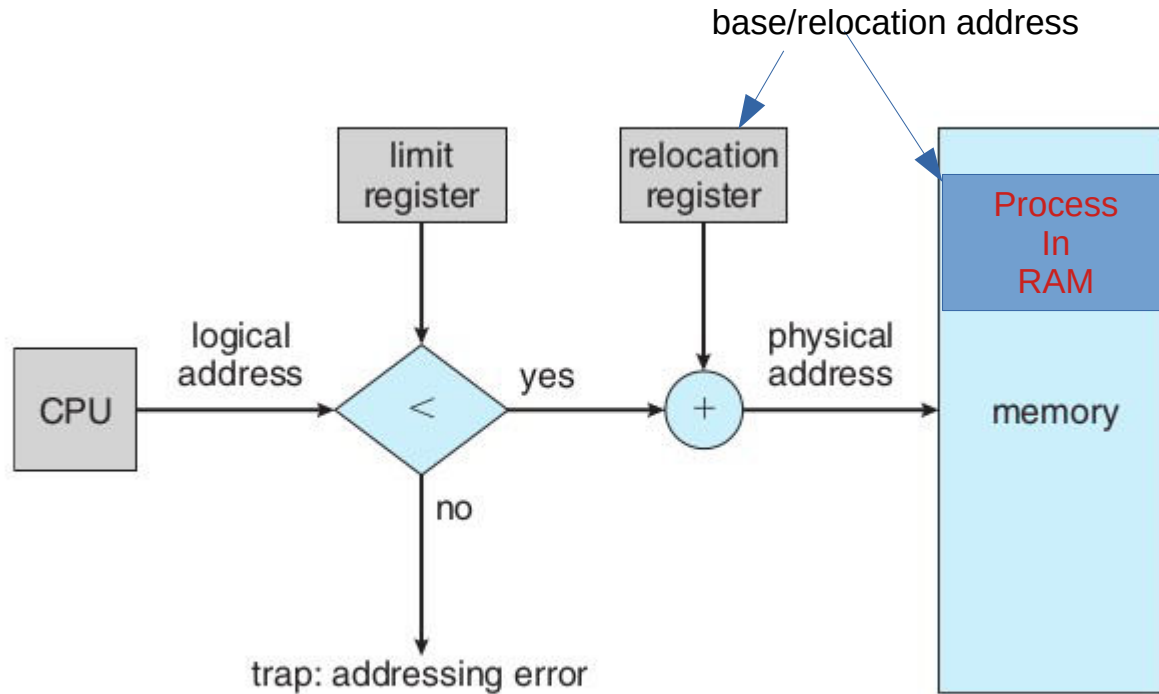 base/relocation address
limit
register
relocation
register
Process
In
RAM
logical
address
physical
address
CPU
<
yes
+
memory
no
trap: addressing error